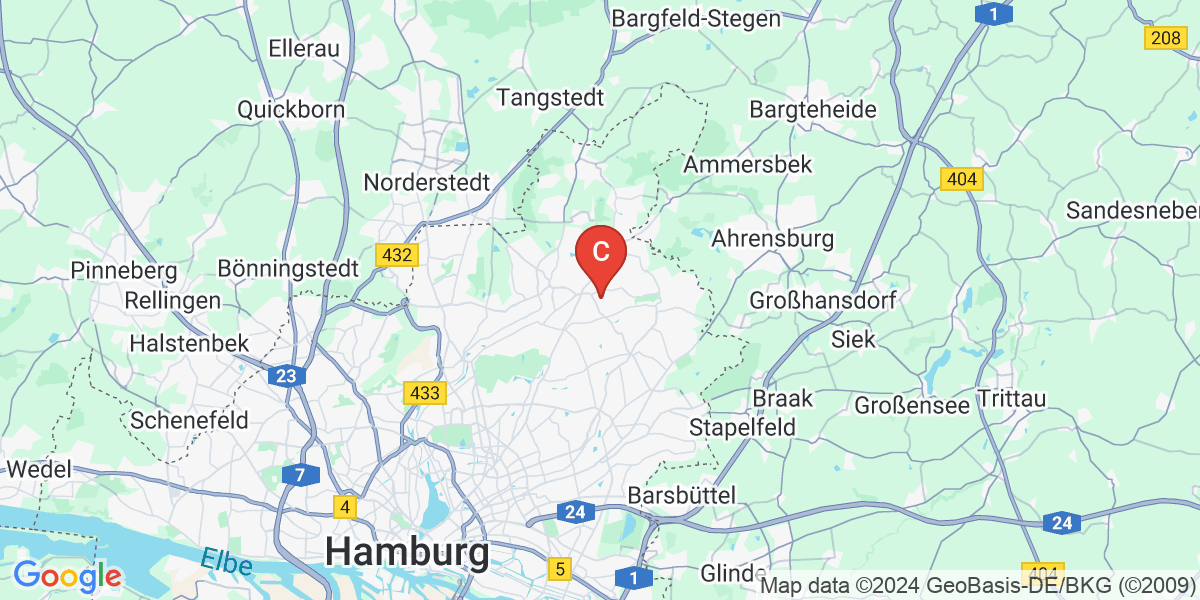 Bargfeld-Stegen
1
208
Ellerau
Quickborn
Tangstedt
Bargteheide
Ammersbek
404
Norderstedt
Sandesneben
432
C
Ahrensburg
Pinneberg
Bönningstedt
Rellingen
Großhansdorf
Halstenbek
Siek
23
433
Braak
Großensee
Trittau
Schenefeld
Stapelfeld
Wedel
7
4
Barsbüttel
24
24
Hamburg
Elbe
5
1
Glinde
404
Google
Map data ©2024 GeoBasis-DE/BKG (©2009)